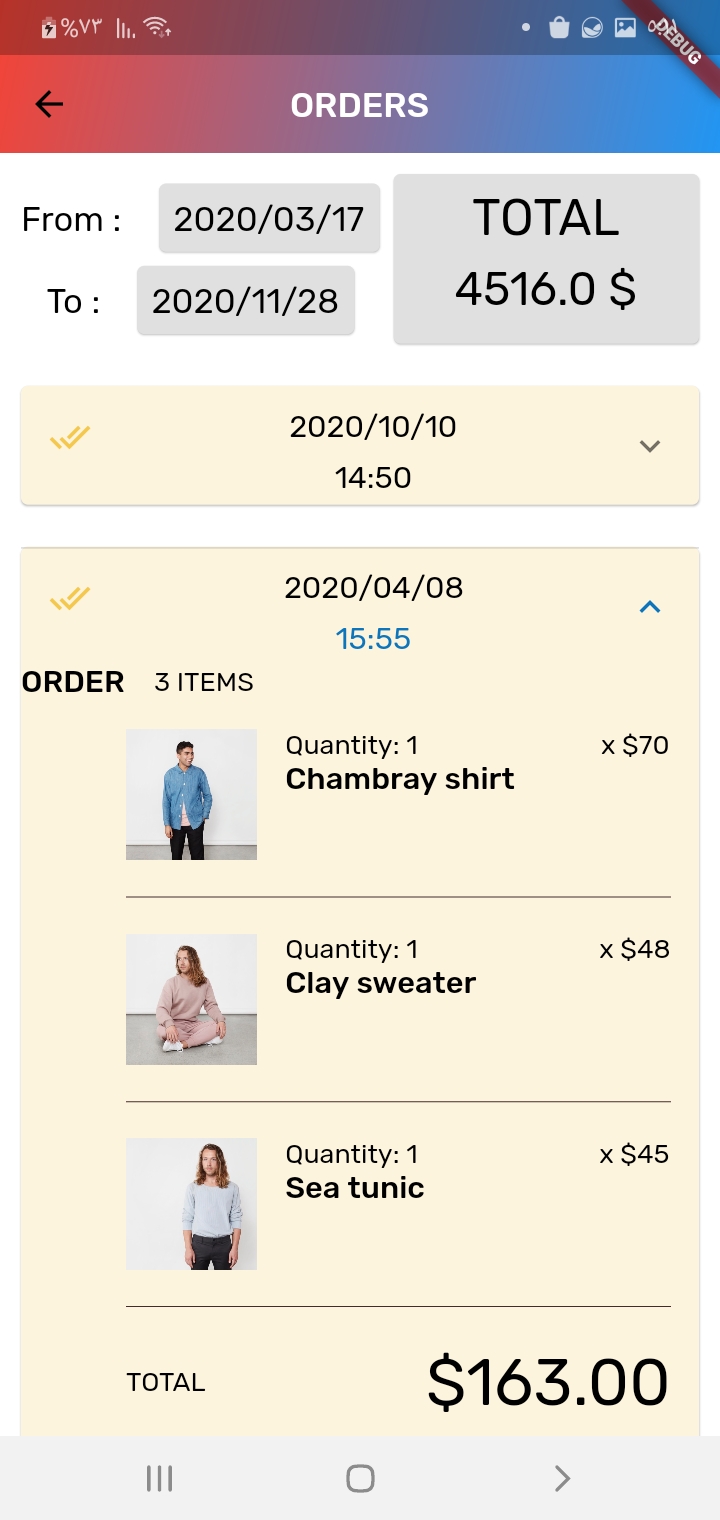 %٧٣
DEBUG
ORDERS
From :
2020/03/17
To :
2020/11/28
TOTAL
4516.0 $
2020/10/10
14:50
2020/04/08
15:55
ORDER 3 ITEMS
Quantity: 1 x $70
Chambray shirt
Quantity: 1 x $48
Clay sweater
Quantity: 1 x $45
Sea tunic
TOTAL $163.00